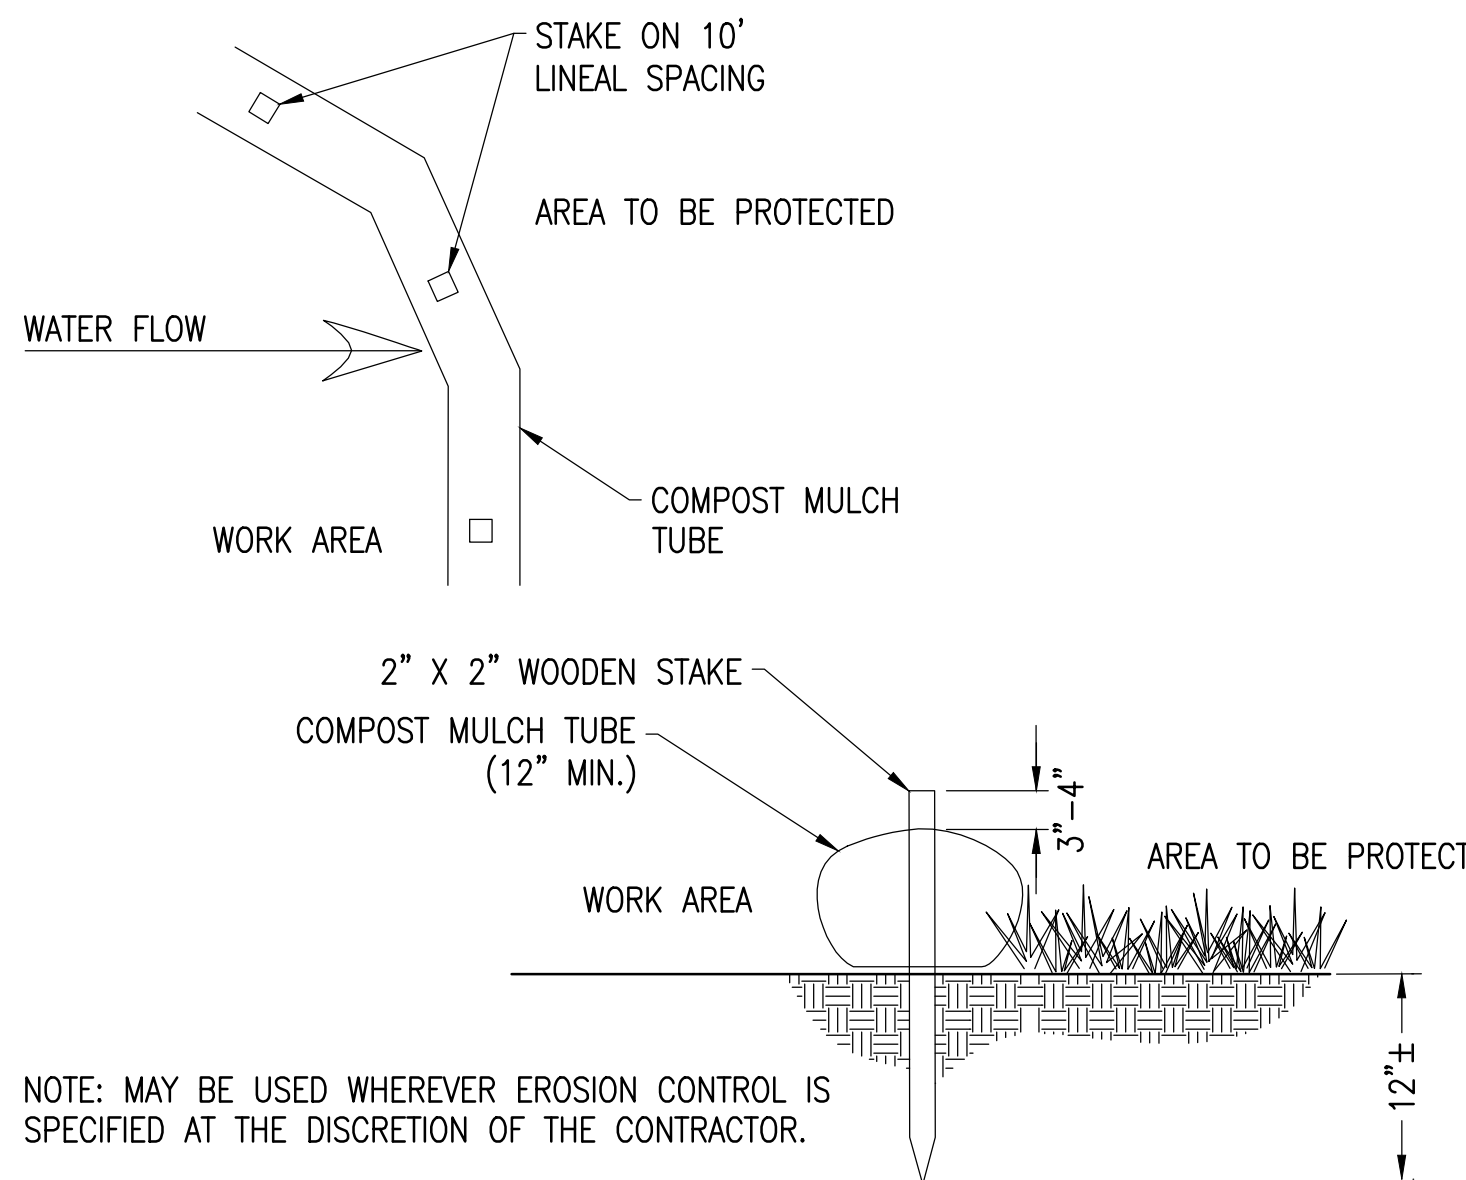 STAKE ON 10'
LINEAL SPACING
AREA TO BE PROTECTED
WATER FLOW
COMPOST MULCH
TUBE
WORK AREA
2" X 2" WOODEN STAKE
COMPOST MULCH TUBE
(12" MIN.)
3"-4"
AREA TO BE PROTECT
WORK AREA
12"±
NOTE: MAY BE USED WHEREVER EROSION CONTROL IS
SPECIFIED AT THE DISCRETION OF THE CONTRACTOR.